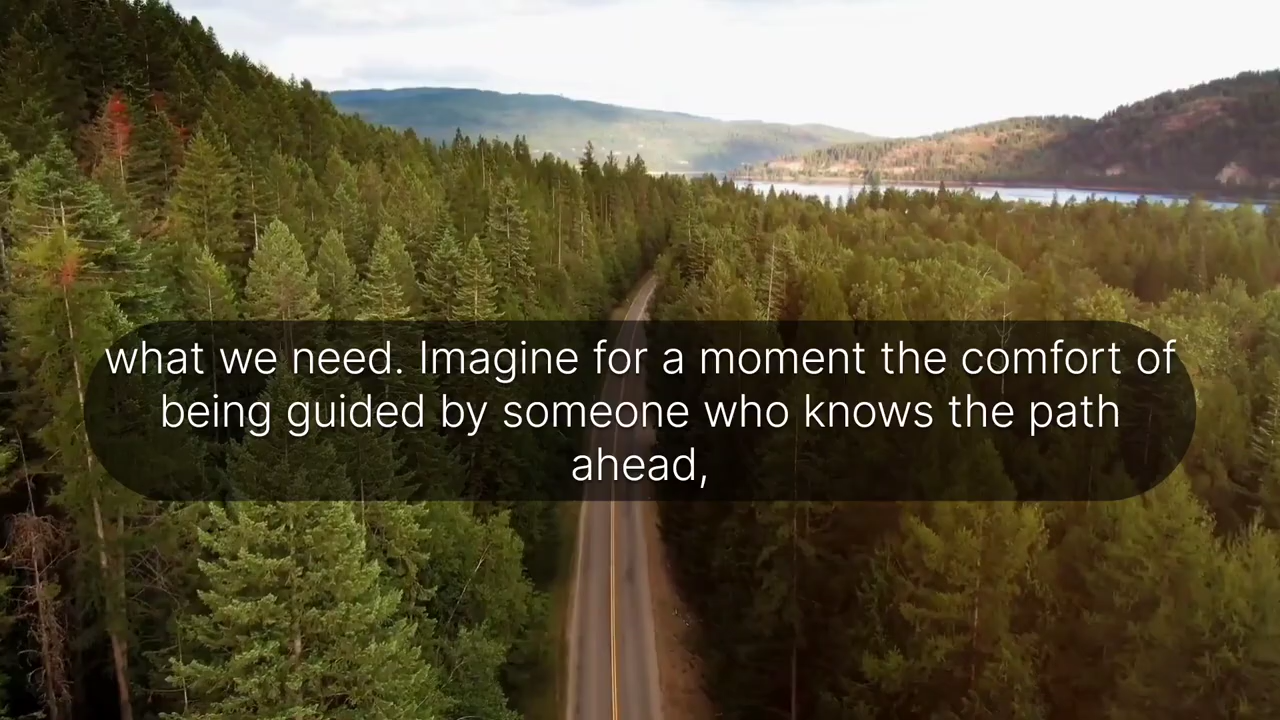 what we need. Imagine for a moment the comfort of
being guided by someone who knows the path
ahead,